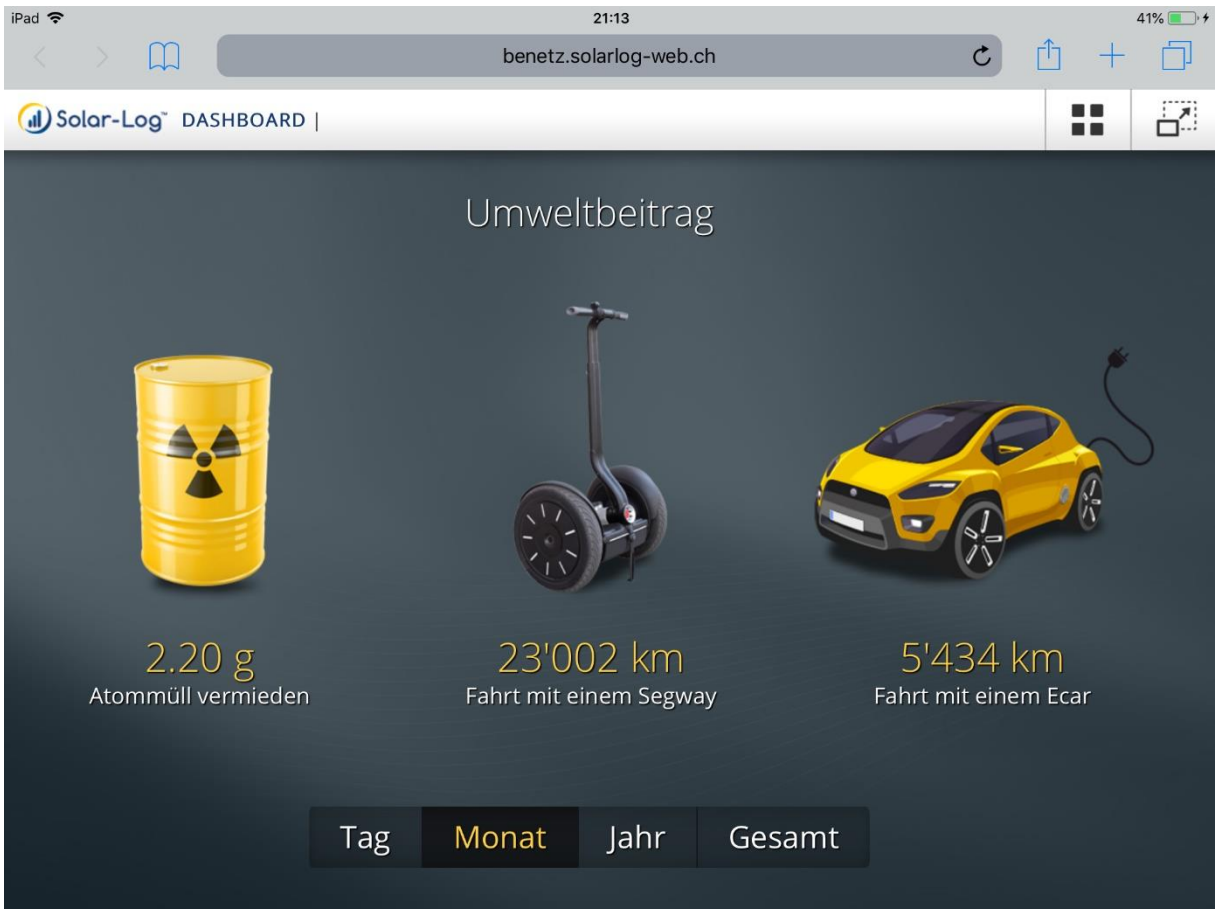 iPad 21:13 41%
benetz.solarlog-web.ch
Solar-Log™ DASHBOARD |
Umweltbeitrag
2.20 g 23'002 km 5'434 km
Atommüll vermieden Fahrt mit einem Segway Fahrt mit einem Ecar
Tag Monat Jahr Gesamt